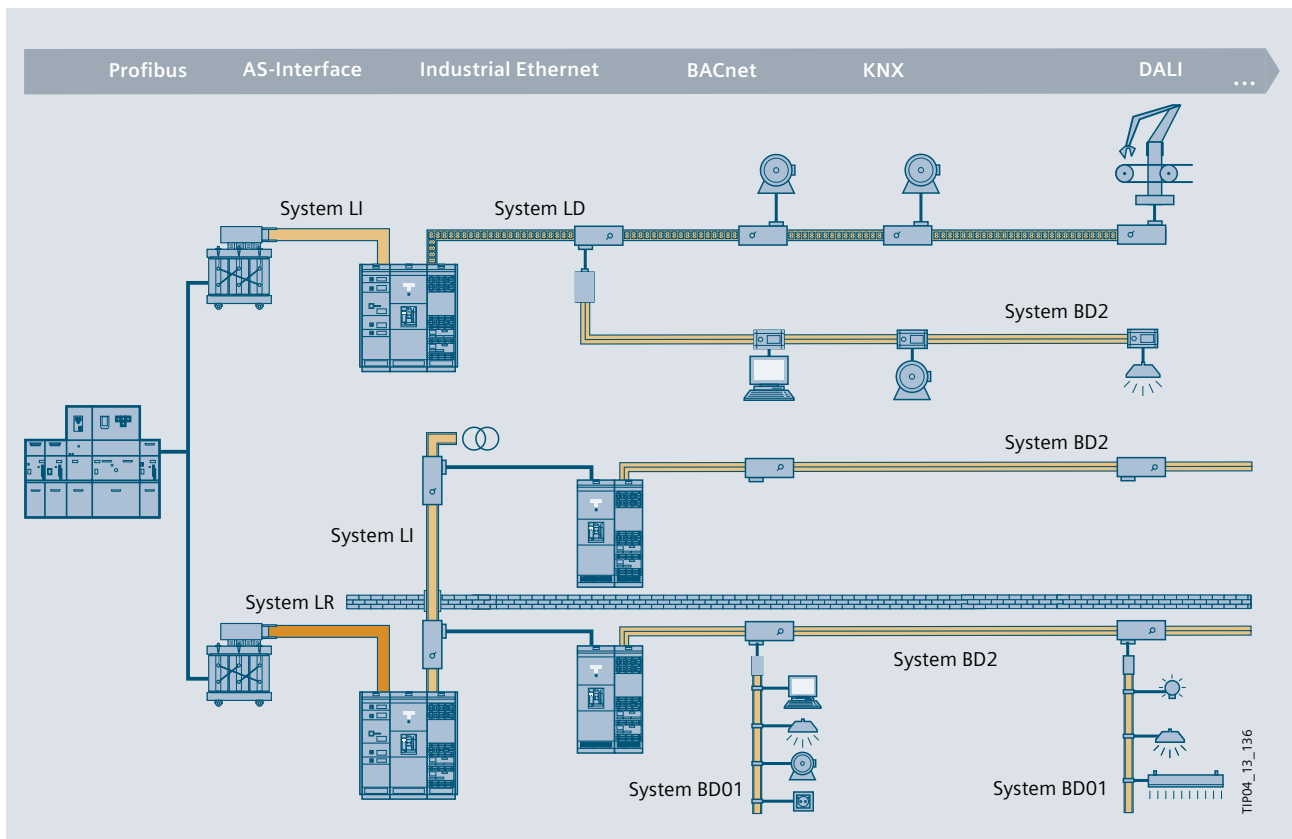 Profibus AS-Interface Industrial Ethernet BACnet KNX DALI ...
System LI
System LD
System BD2
System BD2
System LI
System LR
System BD2
System BD01
System BD01
TIP04_13_136